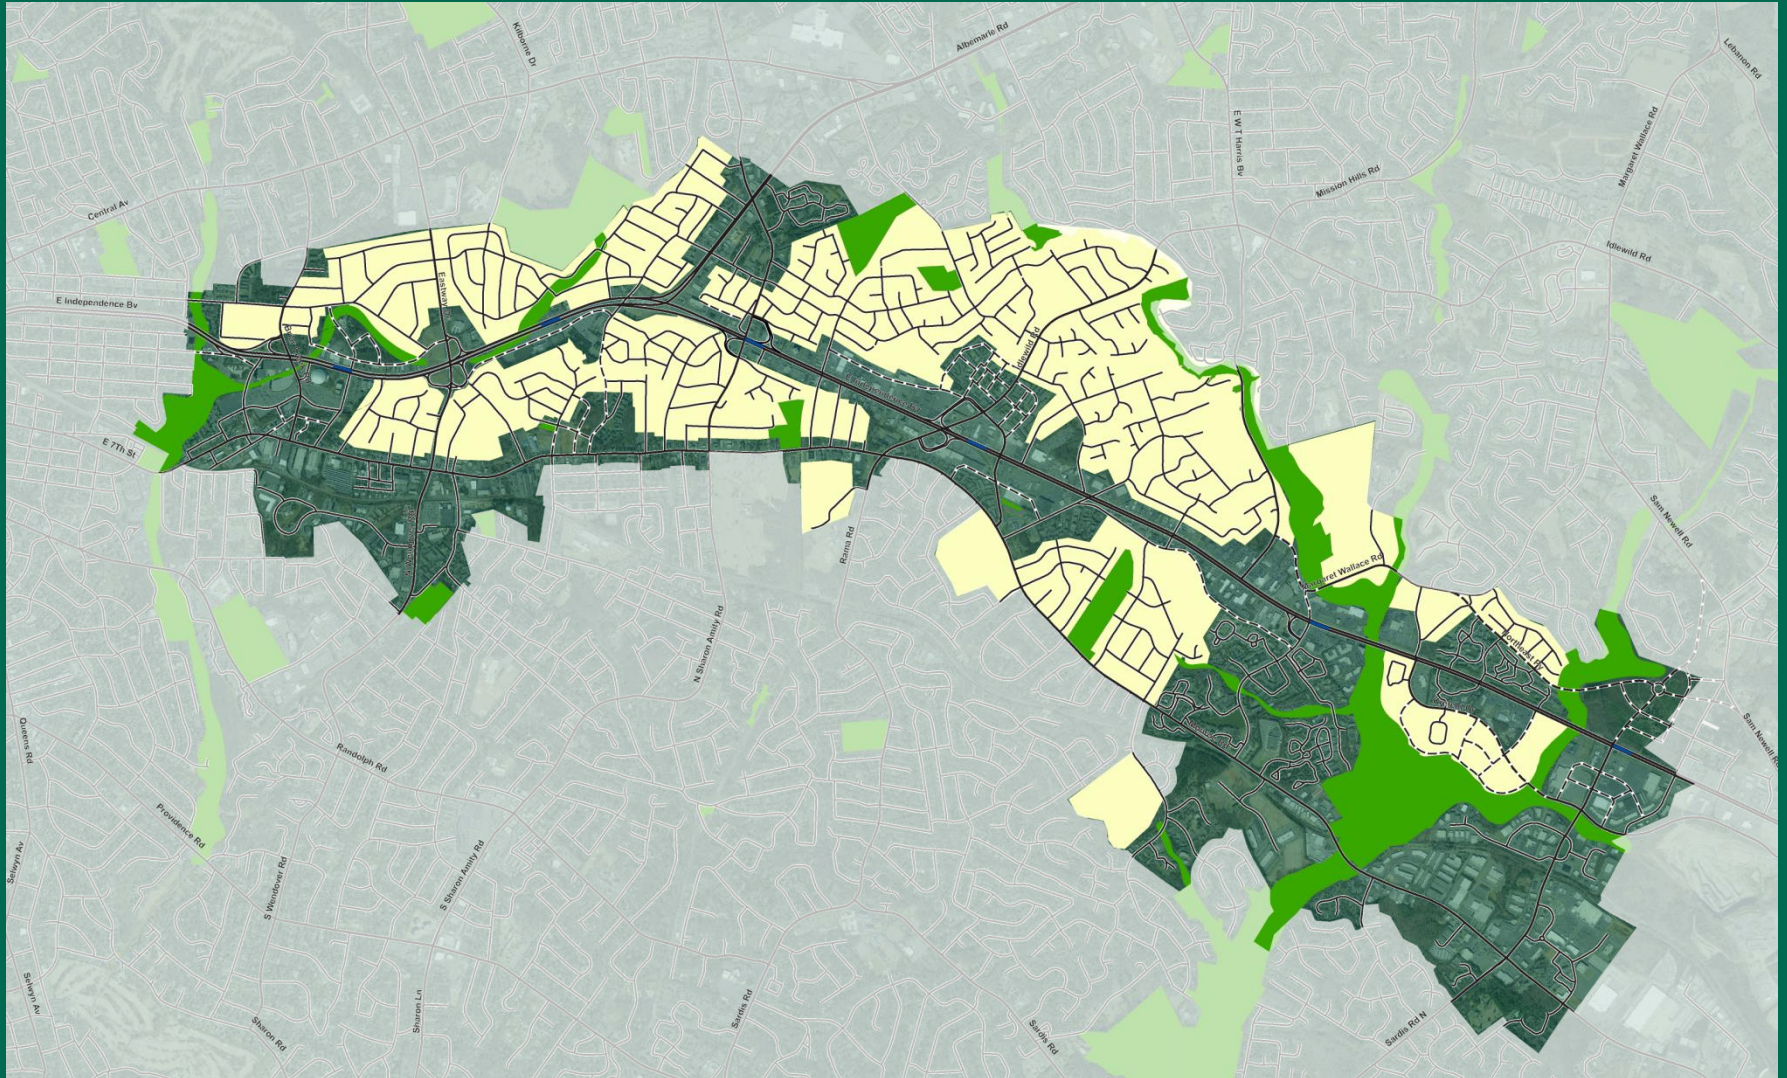 Kilborne Dr
Albemarle Rd
Lebanon Rd
E W T Harris Bv
Margaret Wallace Rd
Mission Hills Rd
Central Av
Idlewild Rd
E Independence Bv
Eastway
Idlewild Rd
E 7Th St
Rama Rd
Sam Newell Rd
Margaret Wallace Rd
Northeast Py
N Sharon Amity Rd
Queens Rd
Randolph Rd
Sam Newell Rd
Providence Rd
Selwyn Av
S Wendover Rd
S Sharon Amity Rd
Selwyn Av
Sharon Rd
Sharon Ln
Sardis Rd
Sardis Rd
Sardis Rd N